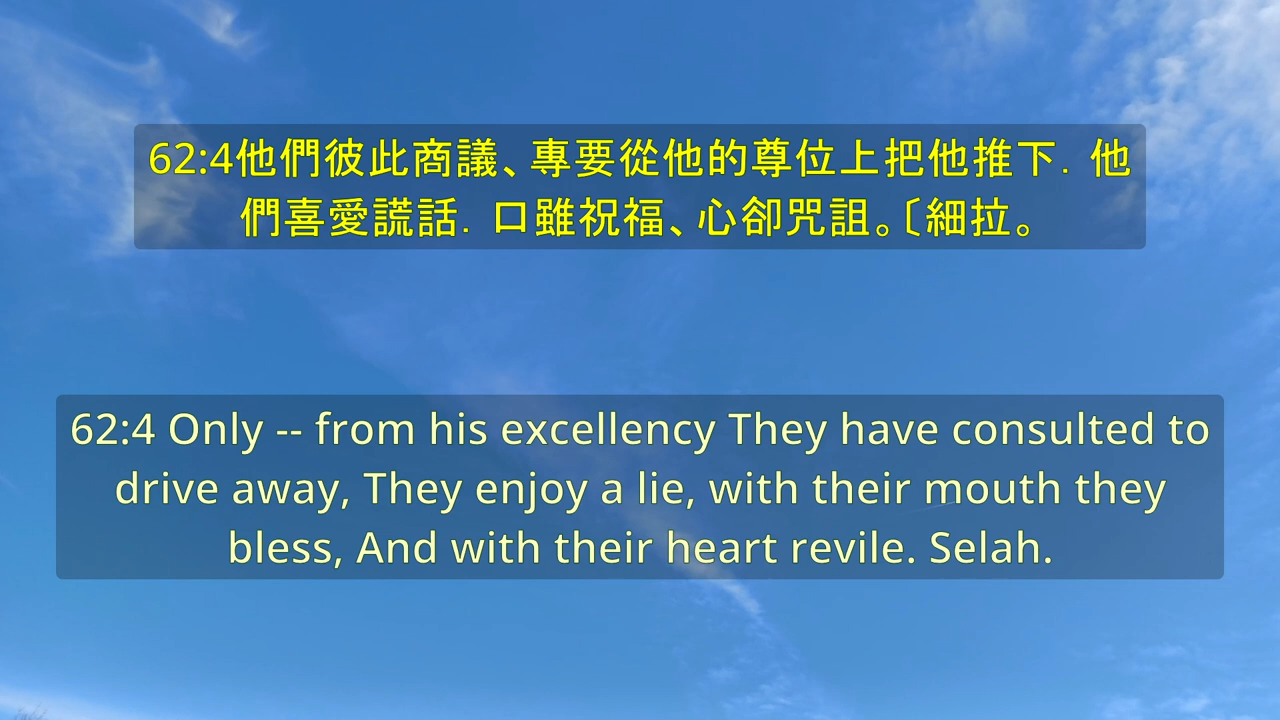 62:4他們彼此商議、專要從他的尊位上把他推下．他
們喜愛謊話．口雖祝福、心卻咒詛。〔細拉。
62:4 Only -- from his excellency They have consulted to
drive away, They enjoy a lie, with their mouth they
bless, And with their heart revile. Selah.